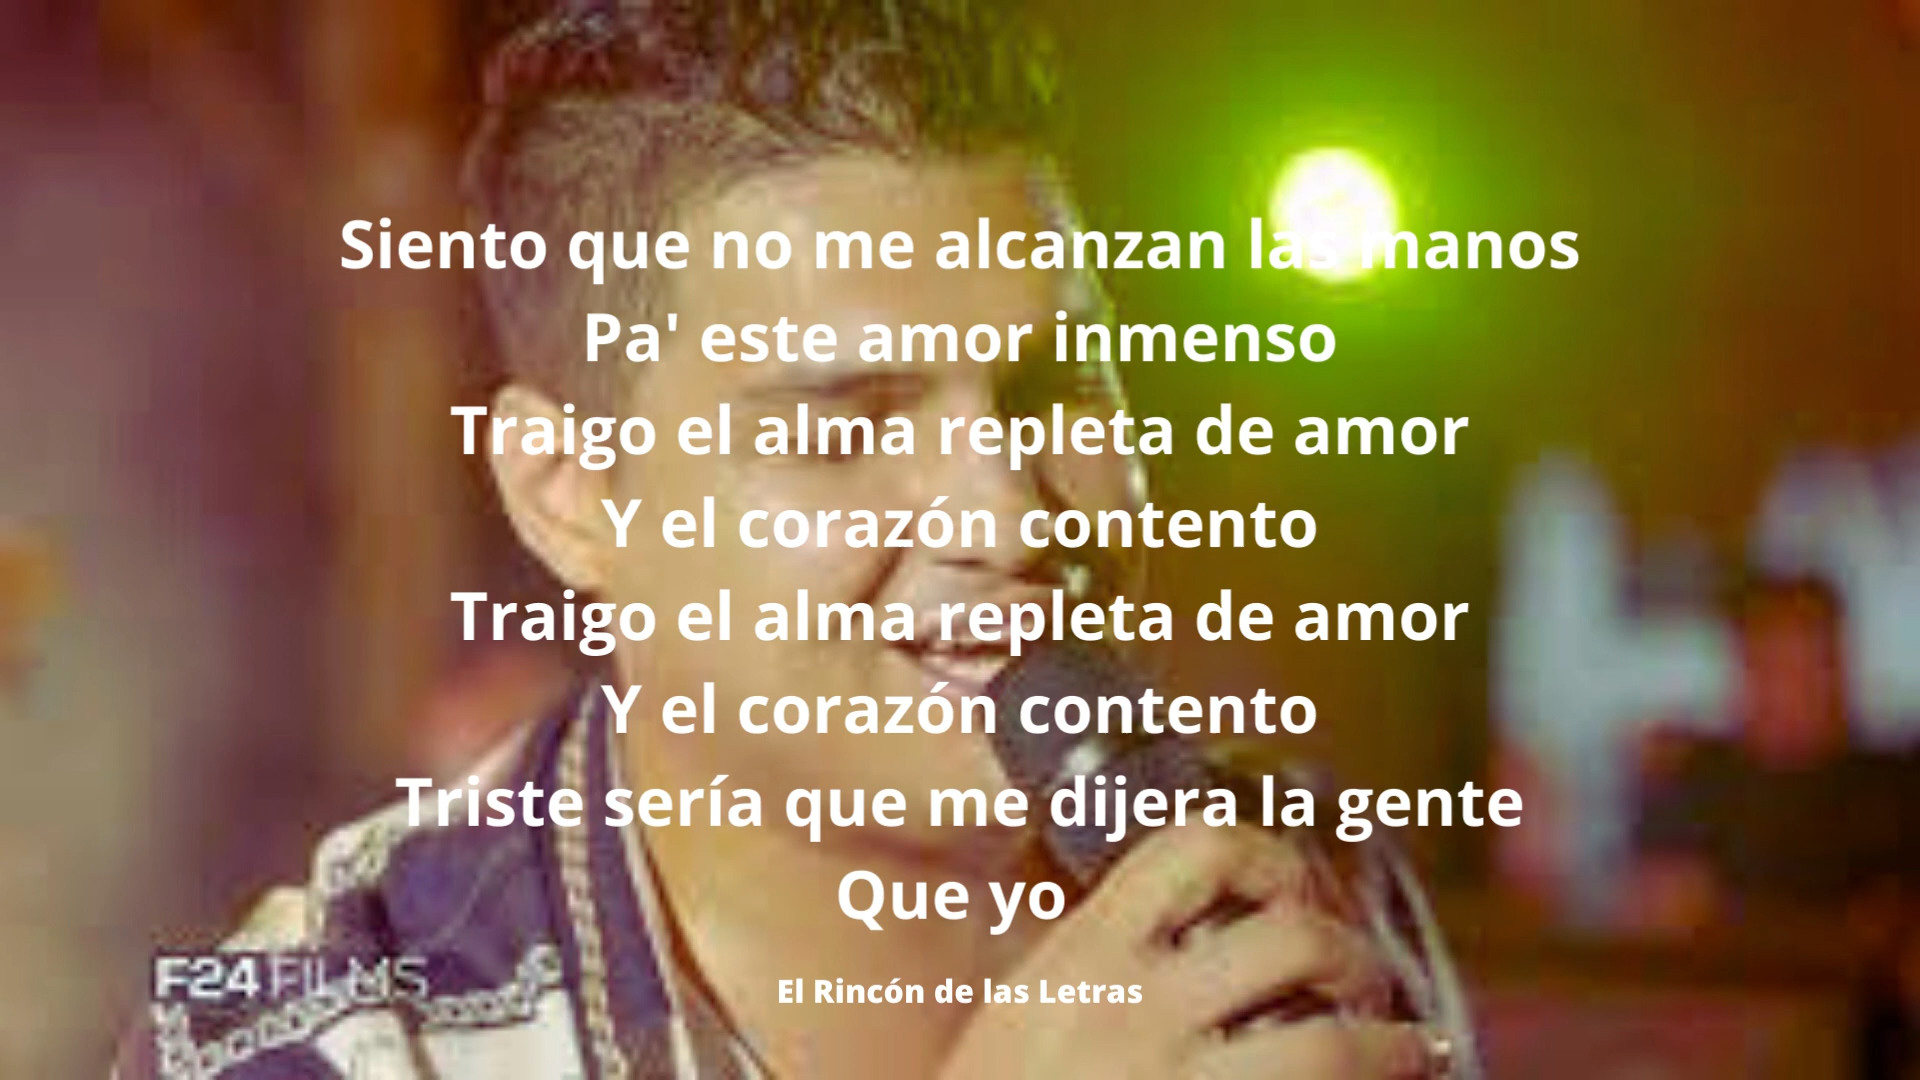 Siento que no me alcanzan las manos
Pa' este amor inmenso
Traigo el alma repleta de amor
Y el corazón contento
Traigo el alma repleta de amor
Y el corazón contento
Triste sería que me dijera la gente
Que yo
F24 FILMS
El Rincón de las Letras